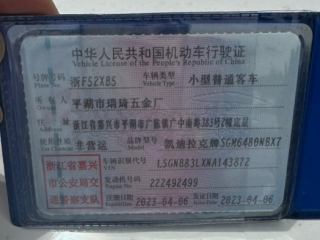 中华人民共和国机动车行驶证
Vehicle License of the People's Republic of China
号牌号码 浙FSZXB5 车辆类型 小型普通客车
所有人 平湖市瑞琦五金厂
住址 浙江省嘉兴市平湖市广陈镇广中南路383号2幢底层
使用性质 非营运 品牌型号 凯迪拉克牌SGM6480NBX7
浙江省嘉兴 车辆识别代号 LSGNB83LXNA143872
市公安局交 发动机号码 222492499
通警察支队 注册日期 2023-04-06 发证日期 2023-04-06